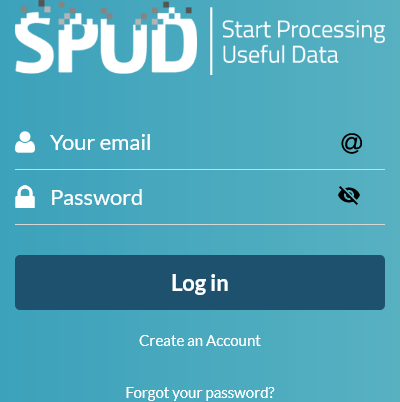 SPUD
Start Processing
Useful Data
Your email
@
Password
Log in
Create an Account
Forgot your password?